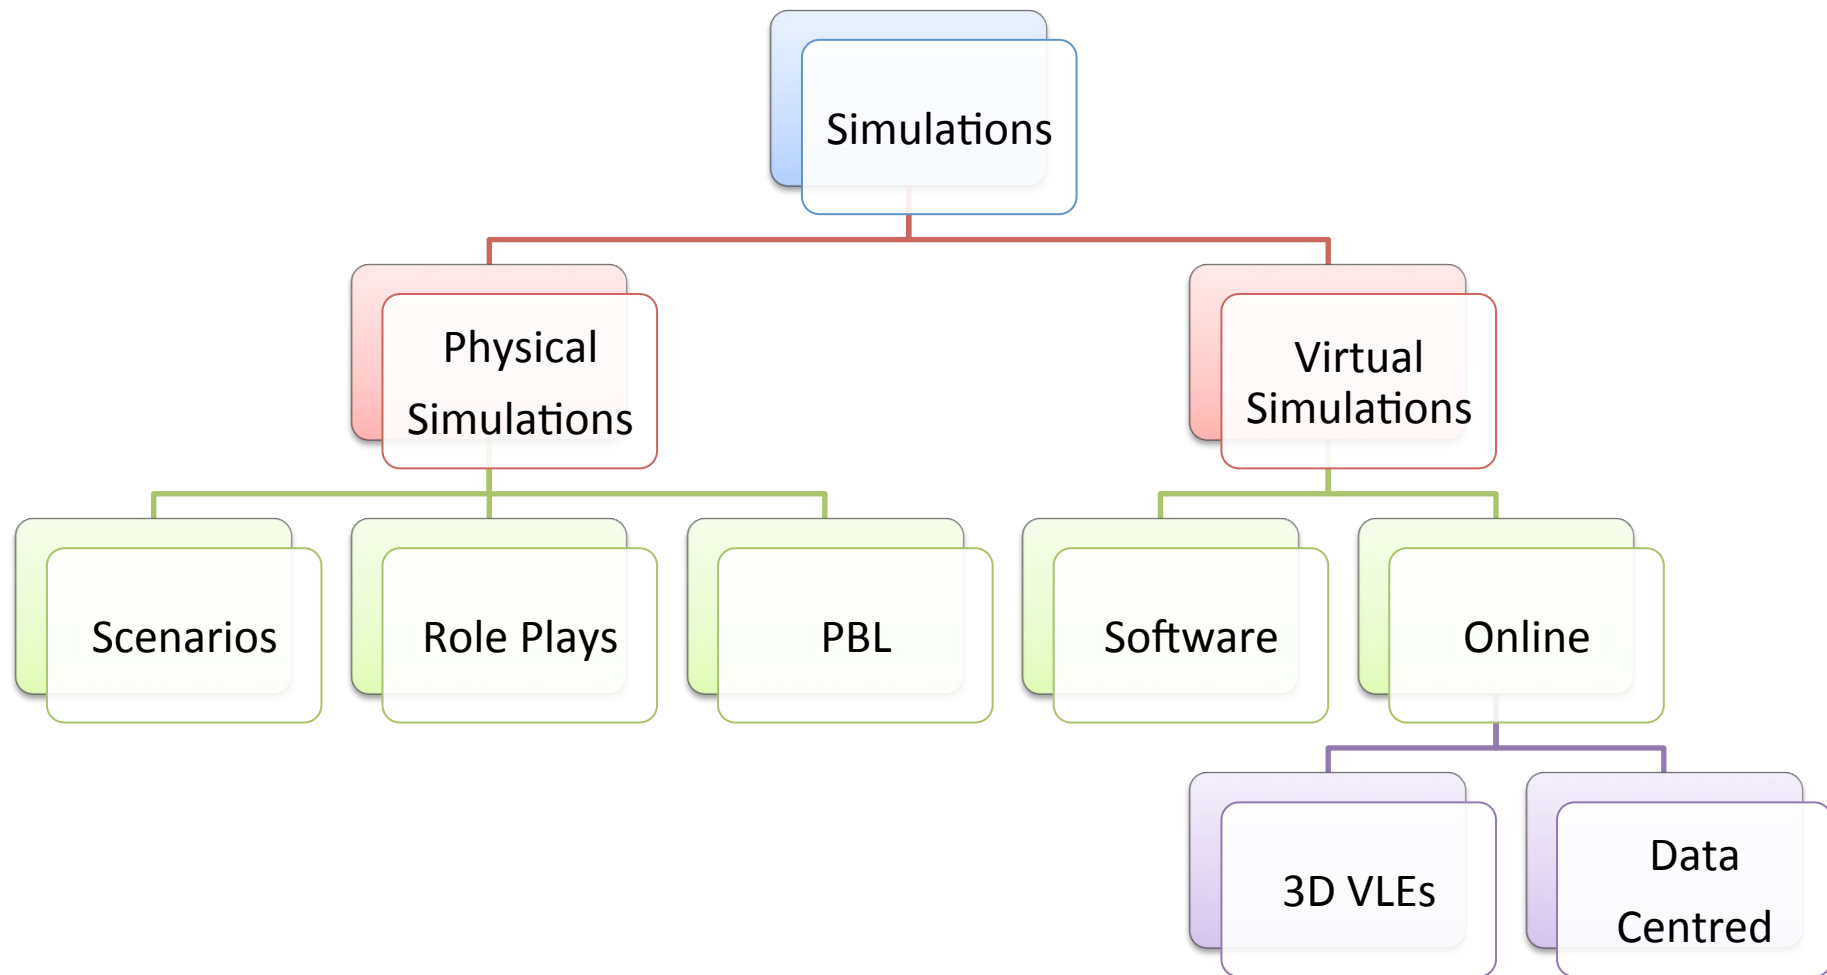 Simulations
Physical
Simulations
Virtual
Simulations
Scenarios
Role Plays
PBL
Software
Online
3D VLEs
Data
Centred